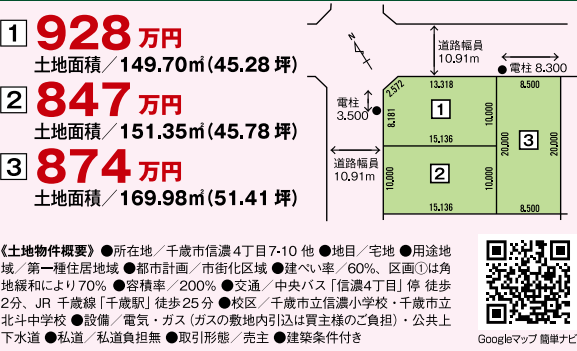 1 928万円
土地面積／149.70㎡(45.28坪)
2 847万円
土地面積／151.35㎡(45.78坪)
3 874万円
土地面積／169.98㎡(51.41坪)
道路幅員
10.91m
電柱 8.300
2.572
13.318
8.500
電柱
3.500
8.181
1
10.000
15.136
3
20.000
20.000
道路幅員
10.91m
10.000
2
10.000
15.136
8.500
《土地物件概要》●所在地／千歳市信濃4丁目7-10 他 ●地目／宅地 ●用途地
域／第一種住居地域 ●都市計画／市街化区域 ●建ぺい率／60%、区画①は角
地緩和により70% ●容積率／200% ●交通／中央バス「信濃4丁目」停 徒歩
2分、JR 千歳線「千歳駅」徒歩25分 ●校区／千歳市立信濃小学校・千歳市立
北斗中学校 ●設備／電気・ガス（ガスの敷地内引込は買主様のご負担）・公共上
下水道 ●私道／私道負担無 ●取引形態／売主 ●建築条件付き
Googleマップ 簡単ナビ